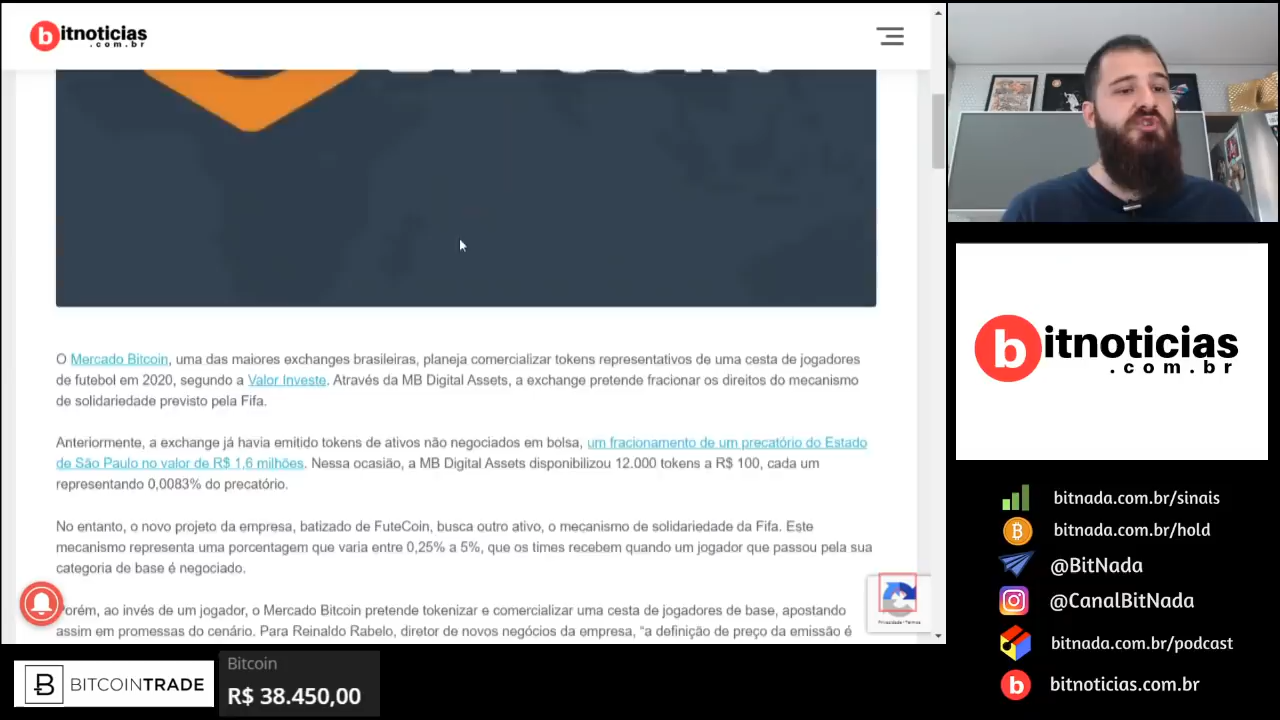 bitnoticias
.com.br
O Mercado Bitcoin, uma das maiores exchanges brasileiras, planeja comercializar tokens representativos de uma cesta de jogadores
de futebol em 2020, segundo a Valor Investe. Através da MB Digital Assets, a exchange pretende fracionar os direitos do mecanismo
de solidariedade previsto pela Fifa.
Anteriormente, a exchange já havia emitido tokens de ativos não negociados em bolsa, um fracionamento de um precatório do Estado
de São Paulo no valor de R$ 1,6 milhões. Nessa ocasião, a MB Digital Assets disponibilizou 12.000 tokens a R$ 100, cada um
representando 0,0083% do precatório.
No entanto, o novo projeto da empresa, batizado de FuteCoin, busca outro ativo, o mecanismo de solidariedade da Fifa. Este
mecanismo representa uma porcentagem que varia entre 0,25% a 5%, que os times recebem quando um jogador que passou pela sua
categoria de base é negociado.
Porém, ao invés de um jogador, o Mercado Bitcoin pretende tokenizar e comercializar uma cesta de jogadores de base, apostando
assim em promessas do cenário. Para Reinaldo Rabelo, diretor de novos negócios da empresa, “a definição de preço da emissão é
Privacidade - Termos
bitnoticias
.com.br
bitnada.com.br/sinais
bitnada.com.br/hold
@BitNada
@CanalBitNada
bitnada.com.br/podcast
bitnoticias.com.br
BITCOINTRADE
Bitcoin
R$ 38.450,00